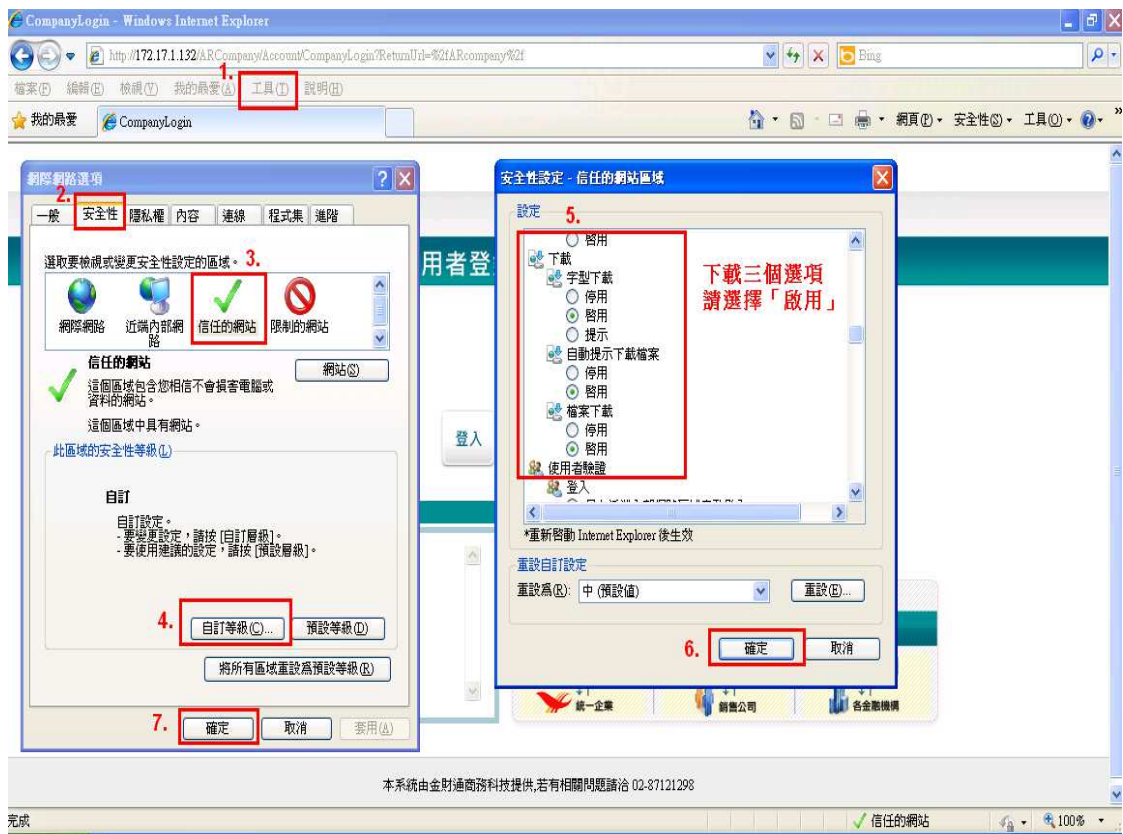 CompanyLogin - Windows Internet Explorer
http://172.17.1.132/ARCompany/Account/CompanyLogin?ReturnUrl=%2fARcompany%2f
Bing
1.
檔案(F) 編輯(E) 檢視(V) 我的最愛(A) 工具(T) 說明(H)
我的最愛 CompanyLogin
網頁(P) 安全性(S) 工具(O)
網際網路選項
2.
一般 安全性 隱私權 內容 連線 程式集 進階
選取要檢視或變更安全性設定的區域。 3.
網際網路 近端內部網路 信任的網站 限制的網站
信任的網站
網站(S)
這個區域包含您相信不會損害電腦或
資料的網站。
這個區域中具有網站。
此區域的安全性等級(L)
自訂
自訂設定。
- 要變更設定，請按 [自訂層級]。
- 要使用建議的設定，請按 [預設層級]。
4. 自訂等級(C)... 預設等級(D)
將所有區域重設為預設等級(R)
7. 確定 取消 套用(A)
用者登
登入
安全性設定 - 信任的網站區域
設定
5.
啟用
下載
字型下載
停用
啟用
提示
自動提示下載檔案
停用
啟用
檔案下載
停用
啟用
使用者驗證
登入
下載三個選項
請選擇「啟用」
*重新啟動 Internet Explorer 後生效
重設自訂設定
重設為(R): 中 (預設值) 重設(E)...
6. 確定 取消
統一企業 銷售公司 各金融機構
本系統由金財通商務科技提供,若有相關問題請洽 02-87121298
完成 信任的網站 100%